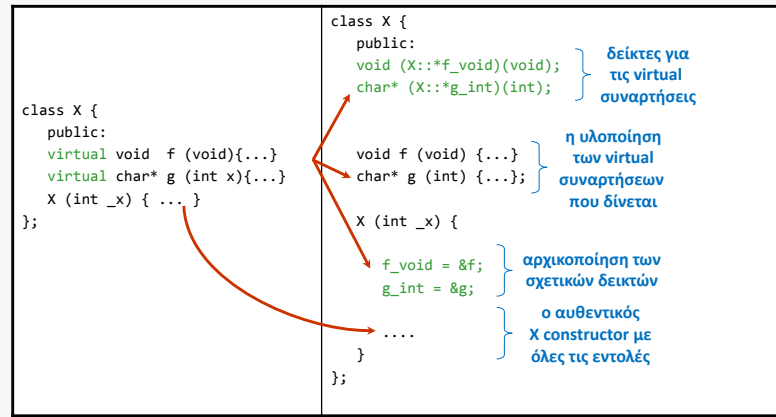 class X {
public:
virtual void f (void){...}
virtual char* g (int x){...}
X (int _x) { ... }
};
class X {
public:
void (X::*f_void)(void);
char* (X::*g_int)(int);
δείκτες για
τις virtual
συναρτήσεις
void f (void) {...}
char* g (int) {...};
η υλοποίηση
των virtual
συναρτήσεων
που δίνεται
X (int _x) {
f_void = &f;
g_int = &g;
αρχικοποίηση των
σχετικών δεικτών
....
ο αυθεντικός
X constructor με
όλες τις εντολές
}
};